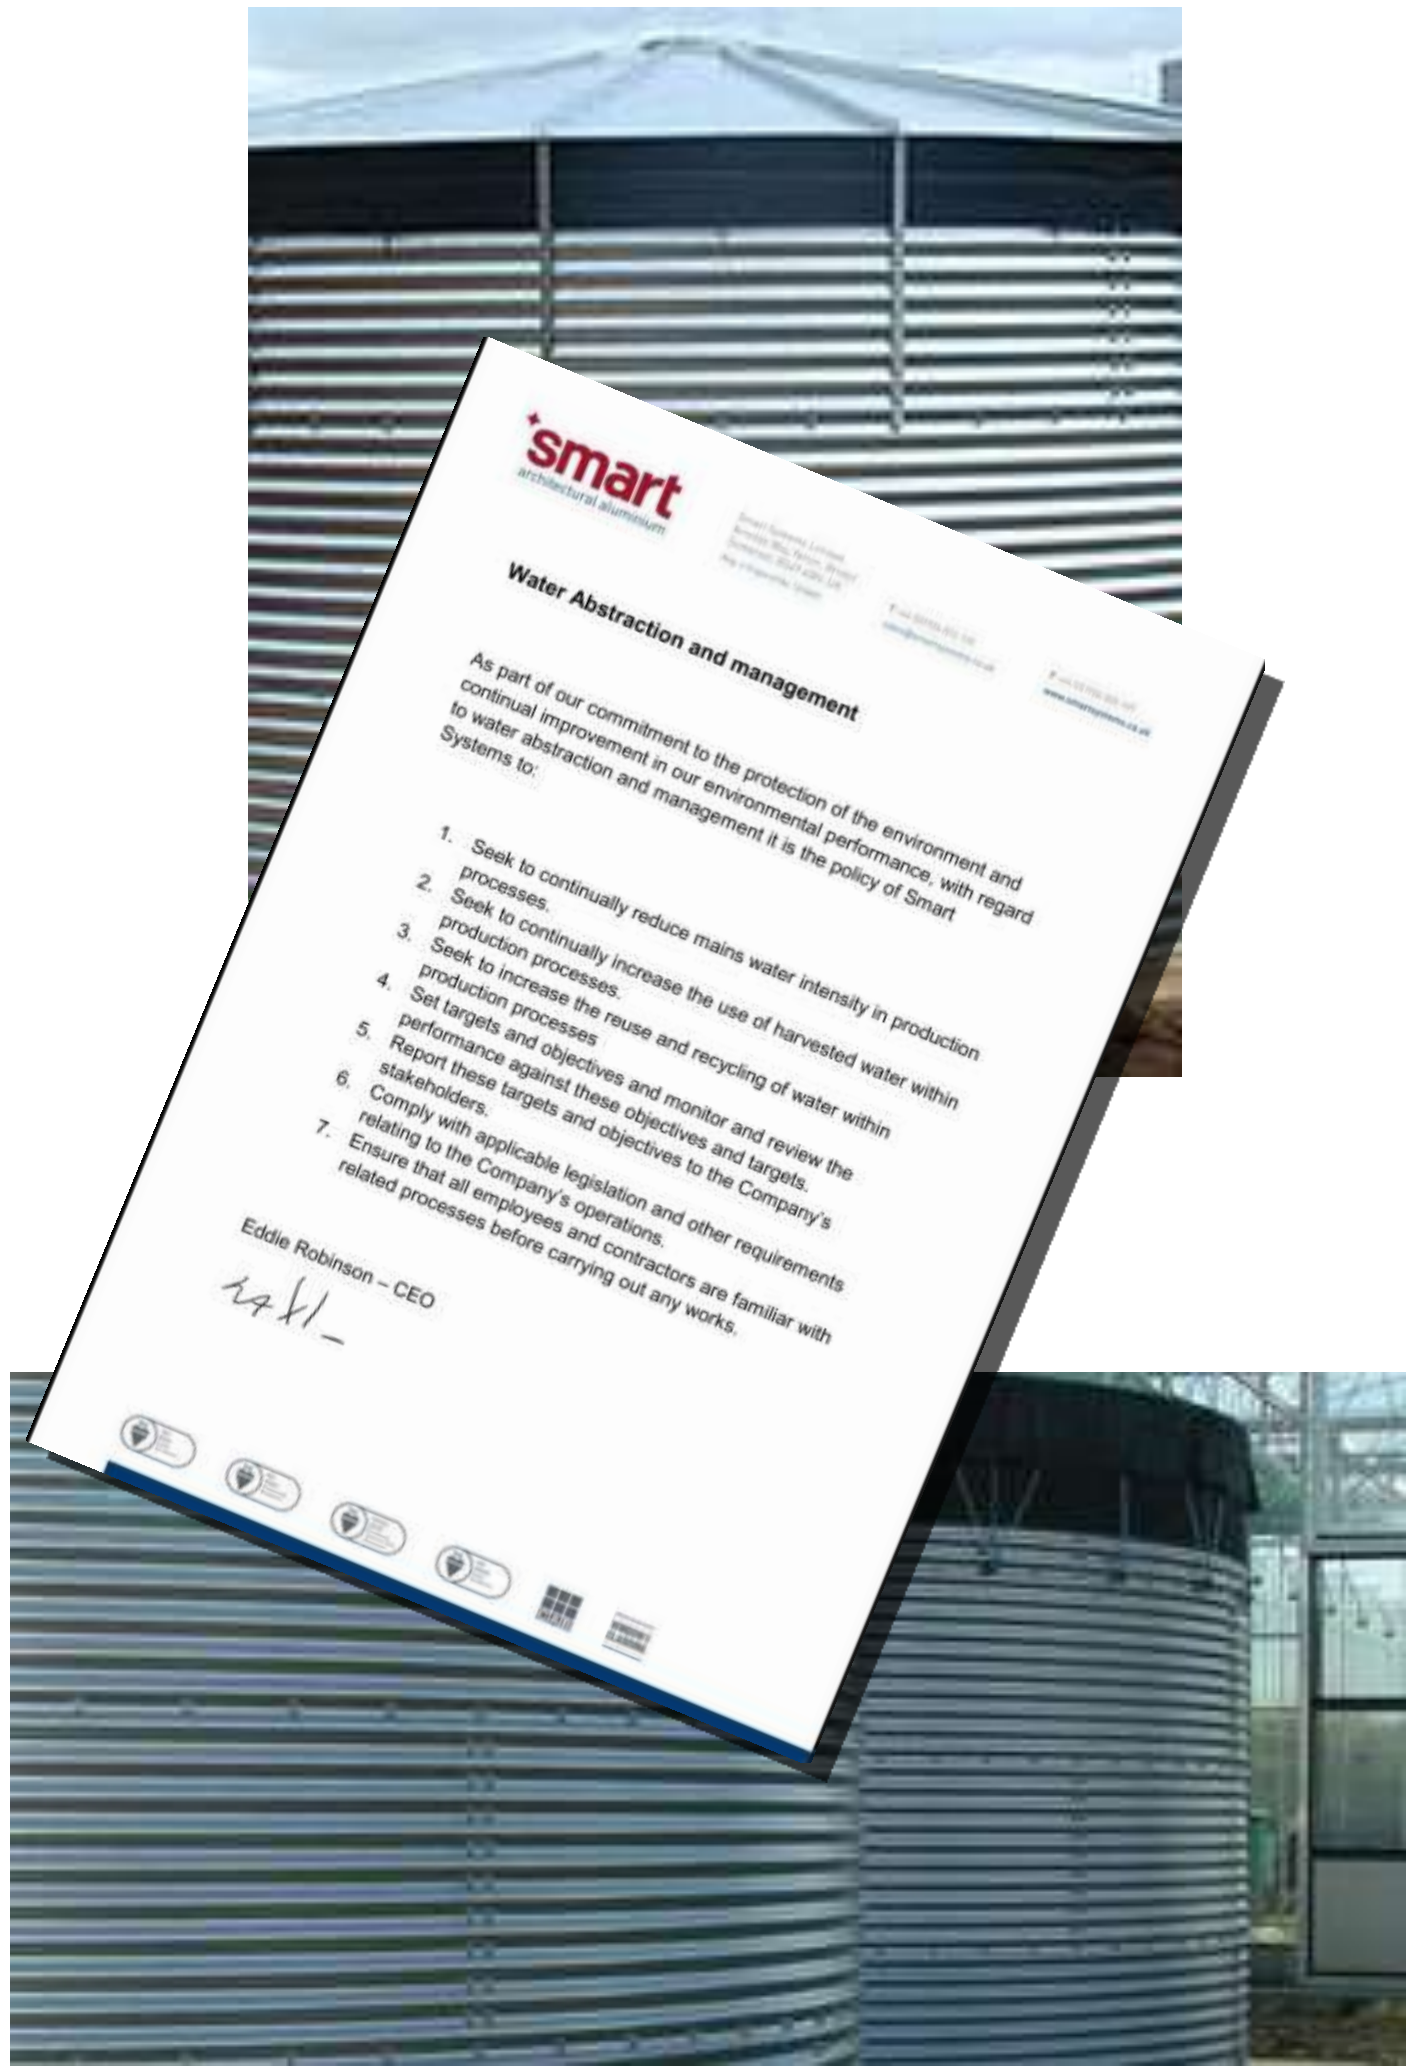 smart
architectural aluminium
Smart Systems Limited
www.smartsystems.co.uk
Water Abstraction and management
As part of our commitment to the protection of the environment and
continual improvement in our environmental performance, with regard
to water abstraction and management it is the policy of Smart
Systems to:
1. Seek to continually reduce mains water intensity in production
processes.
2. Seek to continually increase the use of harvested water within
production processes.
3. Seek to increase the reuse and recycling of water within
production processes
4. Set targets and objectives and monitor and review the
performance against these objectives and targets.
5. Report these targets and objectives to the Company's
stakeholders.
6. Comply with applicable legislation and other requirements
relating to the Company's operations.
7. Ensure that all employees and contractors are familiar with
related processes before carrying out any works.
Eddie Robinson – CEO